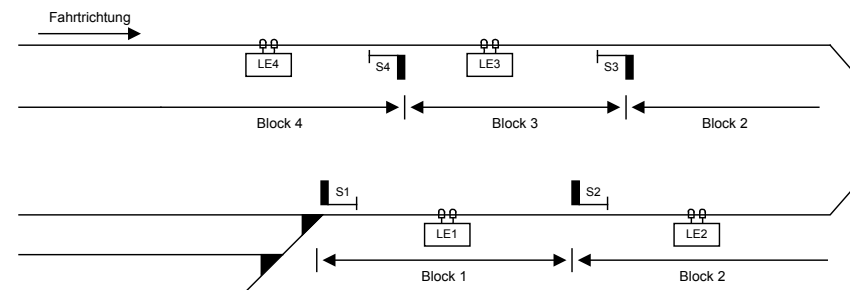 Fahrtrichtung
LE4
S4
LE3
S3
Block 4
Block 3
Block 2
S1
S2
LE1
LE2
Block 1
Block 2